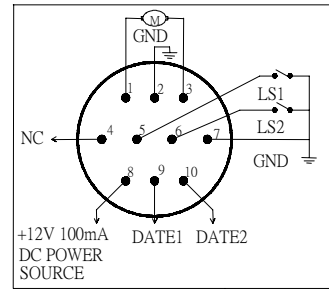 M
GND
1 2 3
LS1
NC 4 5 6 7 LS2
GND
8 9 10
+12V 100mA DATE1 DATE2
DC POWER
SOURCE